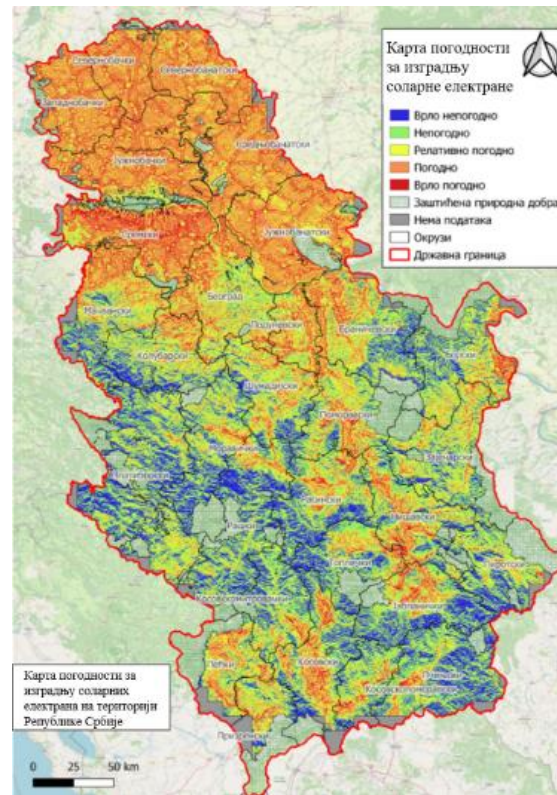 Карта погодности
за изградњу
соларне електране
Врло непогодно
Непогодно
Релативно погодно
Погодно
Врло погодно
Заштићена природна добра
Нема података
Окрузи
Државна граница
Севернобачки
Севернобанатски
Западнобачки
Средњобанатски
Јужнобачки
Сремски
Јужнобанатски
Београд
Мачвански
Подунавски
Браничевски
Борски
Колубарски
Шумадијски
Поморавски
Зајечарски
Моравички
Златиборски
Расински
Нишавски
Рашки
Топлички
Пиротски
Косовскомитровачки
Јабланички
Пећки
Косовски
Пчињски
Косовскопоморавски
Призренски
Карта погодности за
изградњу соларних
електрана на територији
Републике Србије
0 25 50 km